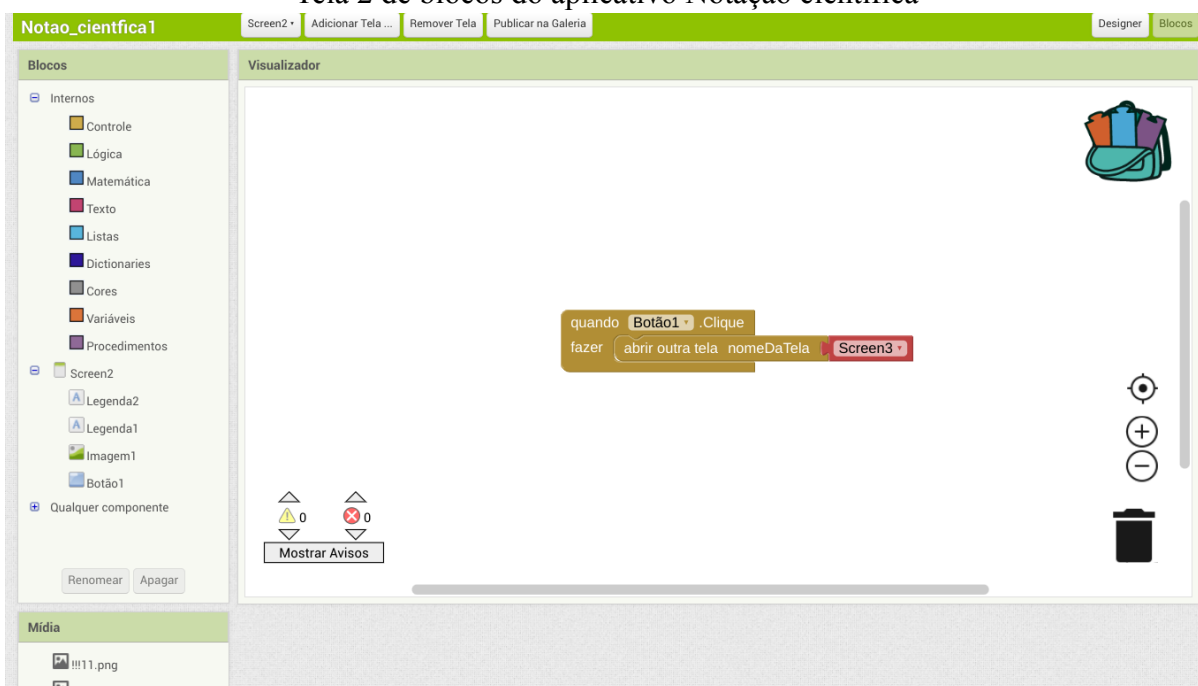 Tela 2 de blocos do aplicativo Notação científica
Notao_cientfica1
Screen2
Adicionar Tela ...
Remover Tela
Publicar na Galeria
Designer
Blocos
Blocos
Visualizador
Internos
Controle
Lógica
Matemática
Texto
Listas
Dictionaries
Cores
Variáveis
Procedimentos
Screen2
Legenda2
Legenda1
Imagem1
Botão1
Qualquer componente
Renomear Apagar
quando Botão1 .Clique
fazer abrir outra tela nomeDaTela Screen3
0 0
Mostrar Avisos
Mídia
!!!11.png